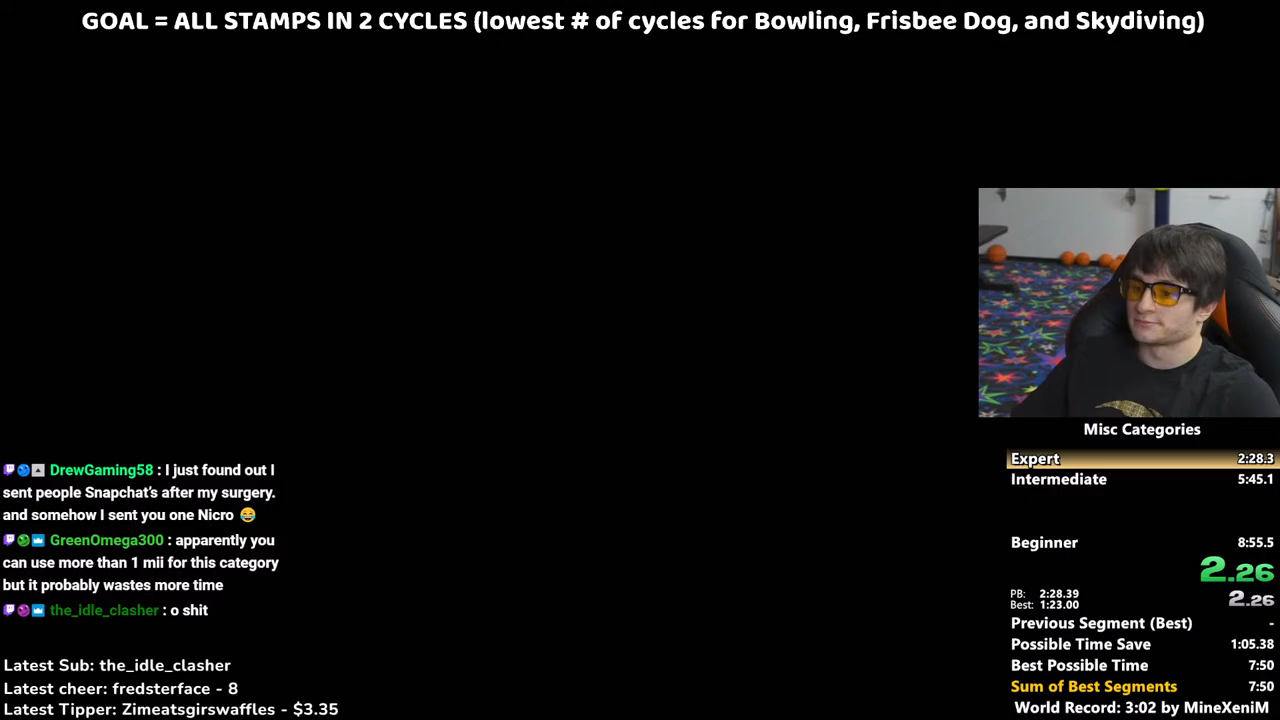 GOAL = ALL STAMPS IN 2 CYCLES (lowest # of cycles for Bowling, Frisbee Dog, and Skydiving)
DrewGaming58 : I just found out I
sent people Snapchat's after my surgery.
and somehow I sent you one Nicro 😂
GreenOmega300 : apparently you
can use more than 1 mii for this category
but it probably wastes more time
the_idle_clasher : o shit
Latest Sub: the_idle_clasher
Latest cheer: fredsterface - 8
Latest Tipper: Zimeatsgirswaffles - $3.35
Misc Categories
Expert 2:28.3
Intermediate 5:45.1
Beginner 8:55.5
2.26
PB: 2:28.39
Best: 1:23.00
2.26
Previous Segment (Best) -
Possible Time Save 1:05.38
Best Possible Time 7:50
Sum of Best Segments 7:50
World Record: 3:02 by MineXeniM